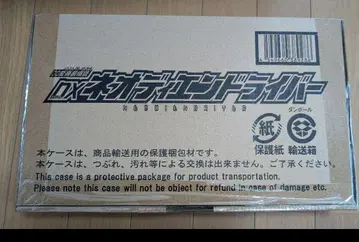 変身銃剣
DXネオディエンドライバー
NEODIENDRIVER
ダンボール
紙
保護紙 輸送箱
本ケースは、商品輸送用の保護梱包材です。
本ケースは、つぶれ、汚れ等による交換は出来ません。ご了承ください。
This case is a protective package for product transportation.
Please note this case will not be object for refund in case of damage etc.